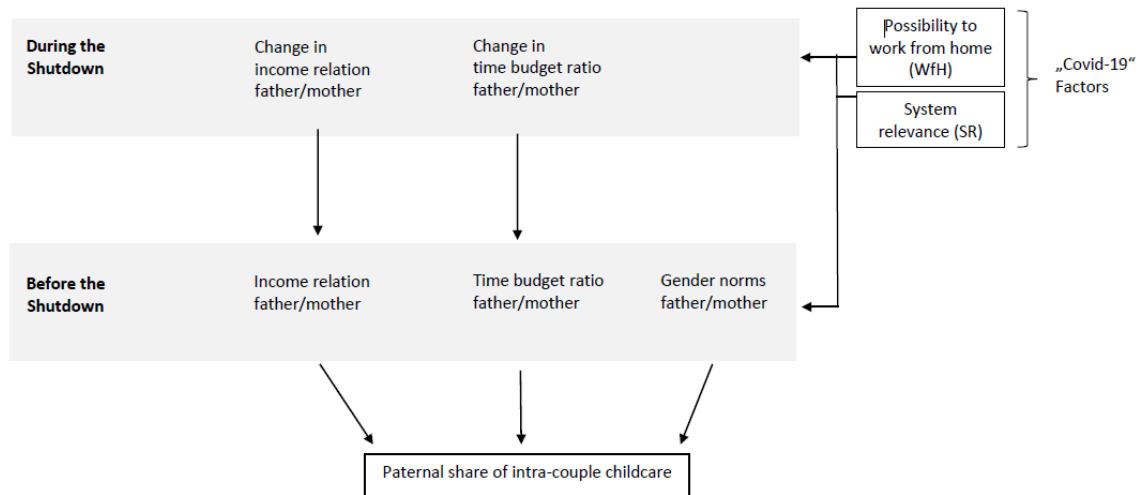 During the
Shutdown
Change in
income relation
father/mother
Change in
time budget ratio
father/mother
Possibility to
work from home
(WfH)
System
relevance (SR)
„Covid-19“
Factors
Before the
Shutdown
Income relation
father/mother
Time budget ratio
father/mother
Gender norms
father/mother
Paternal share of intra-couple childcare